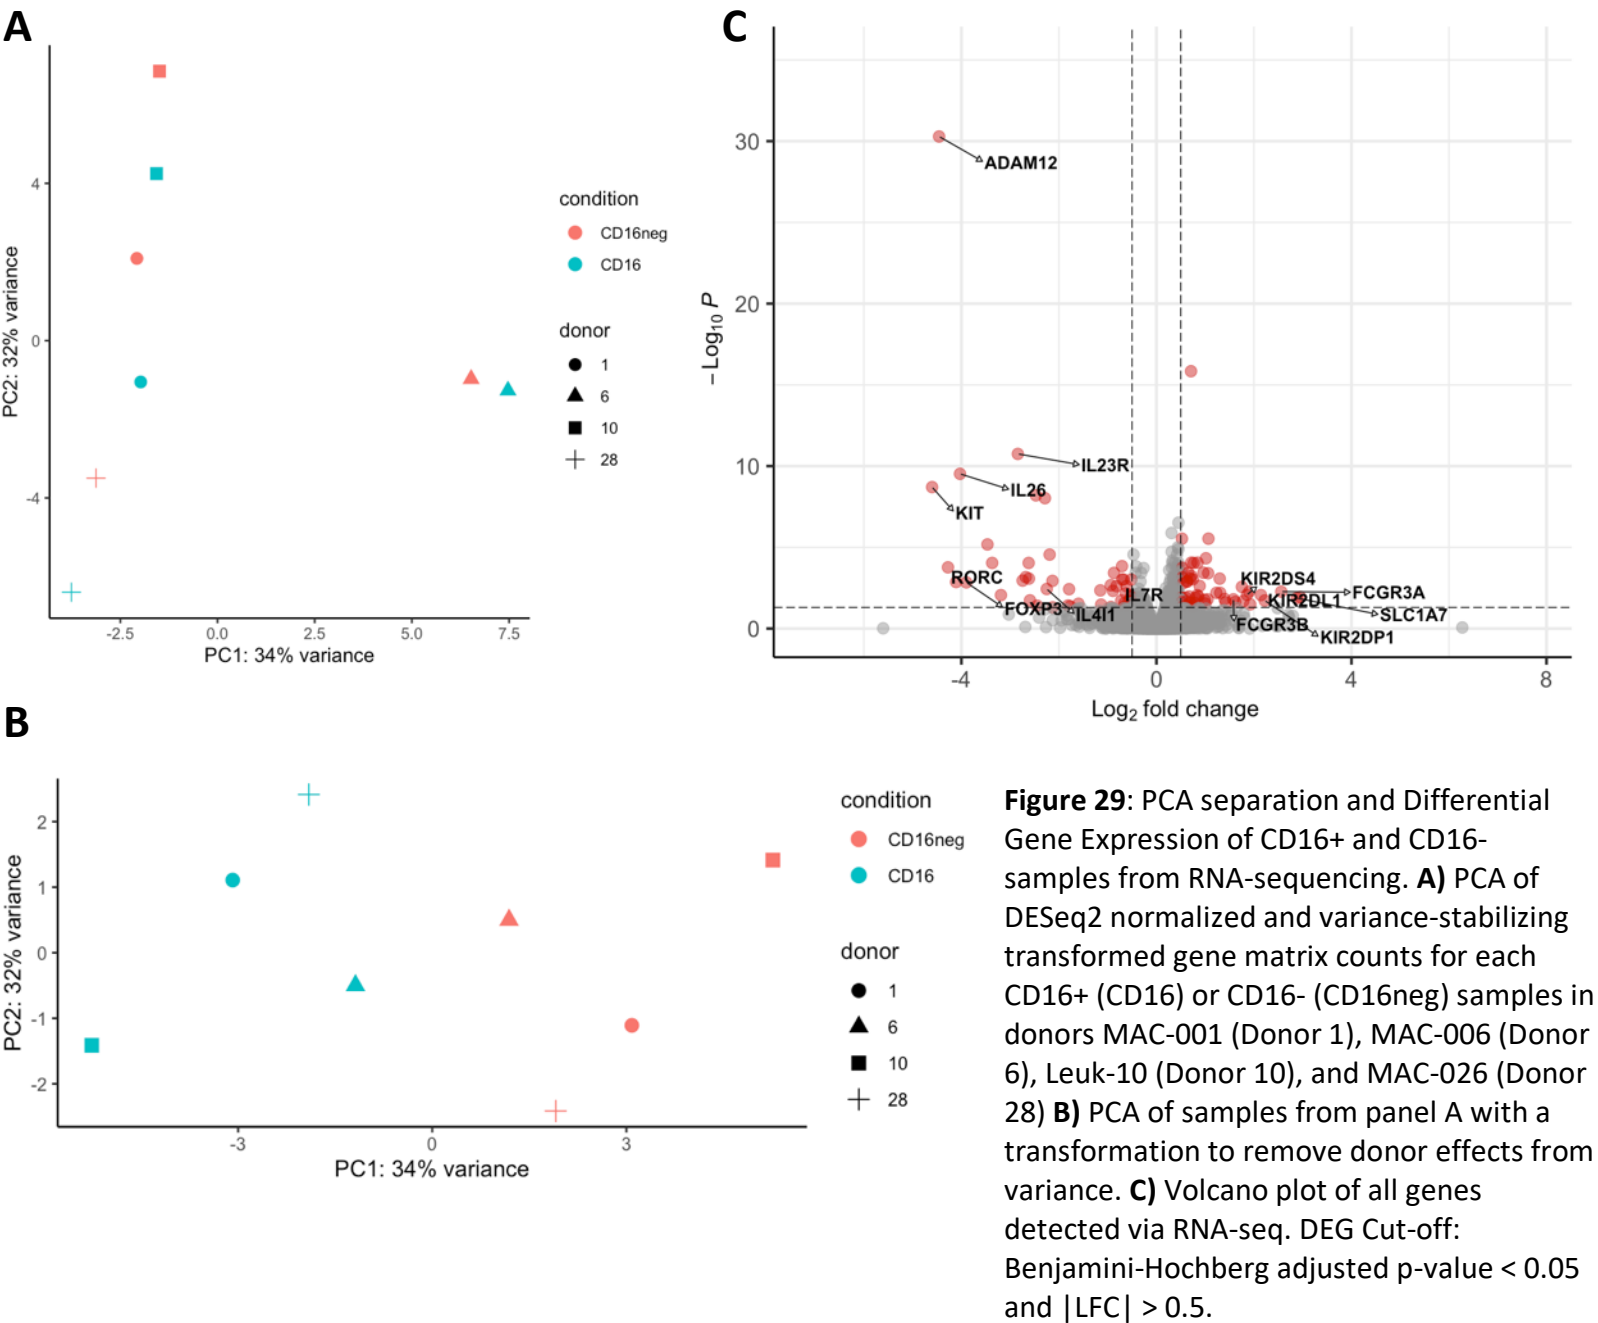 A
4
0
-4
-2.5
0.0
2.5
5.0
7.5
PC2: 32% variance
PC1: 34% variance
condition
CD16neg
CD16
donor
1
6
10
28
C
30
20
10
0
-4
0
4
8
– Log10 P
Log2 fold change
ADAM12
IL23R
IL26
KIT
RORC
FOXP3
IL4I1
IL7R
KIR2DS4
FCGR3A
KIR2DL1
SLC1A7
FCGR3B
KIR2DP1
B
2
1
0
-1
-2
-3
0
3
PC2: 32% variance
PC1: 34% variance
condition
CD16neg
CD16
donor
1
6
10
28
Figure 29: PCA separation and Differential
Gene Expression of CD16+ and CD16-
samples from RNA-sequencing. A) PCA of
DESeq2 normalized and variance-stabilizing
transformed gene matrix counts for each
CD16+ (CD16) or CD16- (CD16neg) samples in
donors MAC-001 (Donor 1), MAC-006 (Donor
6), Leuk-10 (Donor 10), and MAC-026 (Donor
28) B) PCA of samples from panel A with a
transformation to remove donor effects from
variance. C) Volcano plot of all genes
detected via RNA-seq. DEG Cut-off:
Benjamini-Hochberg adjusted p-value < 0.05
and |LFC| > 0.5.